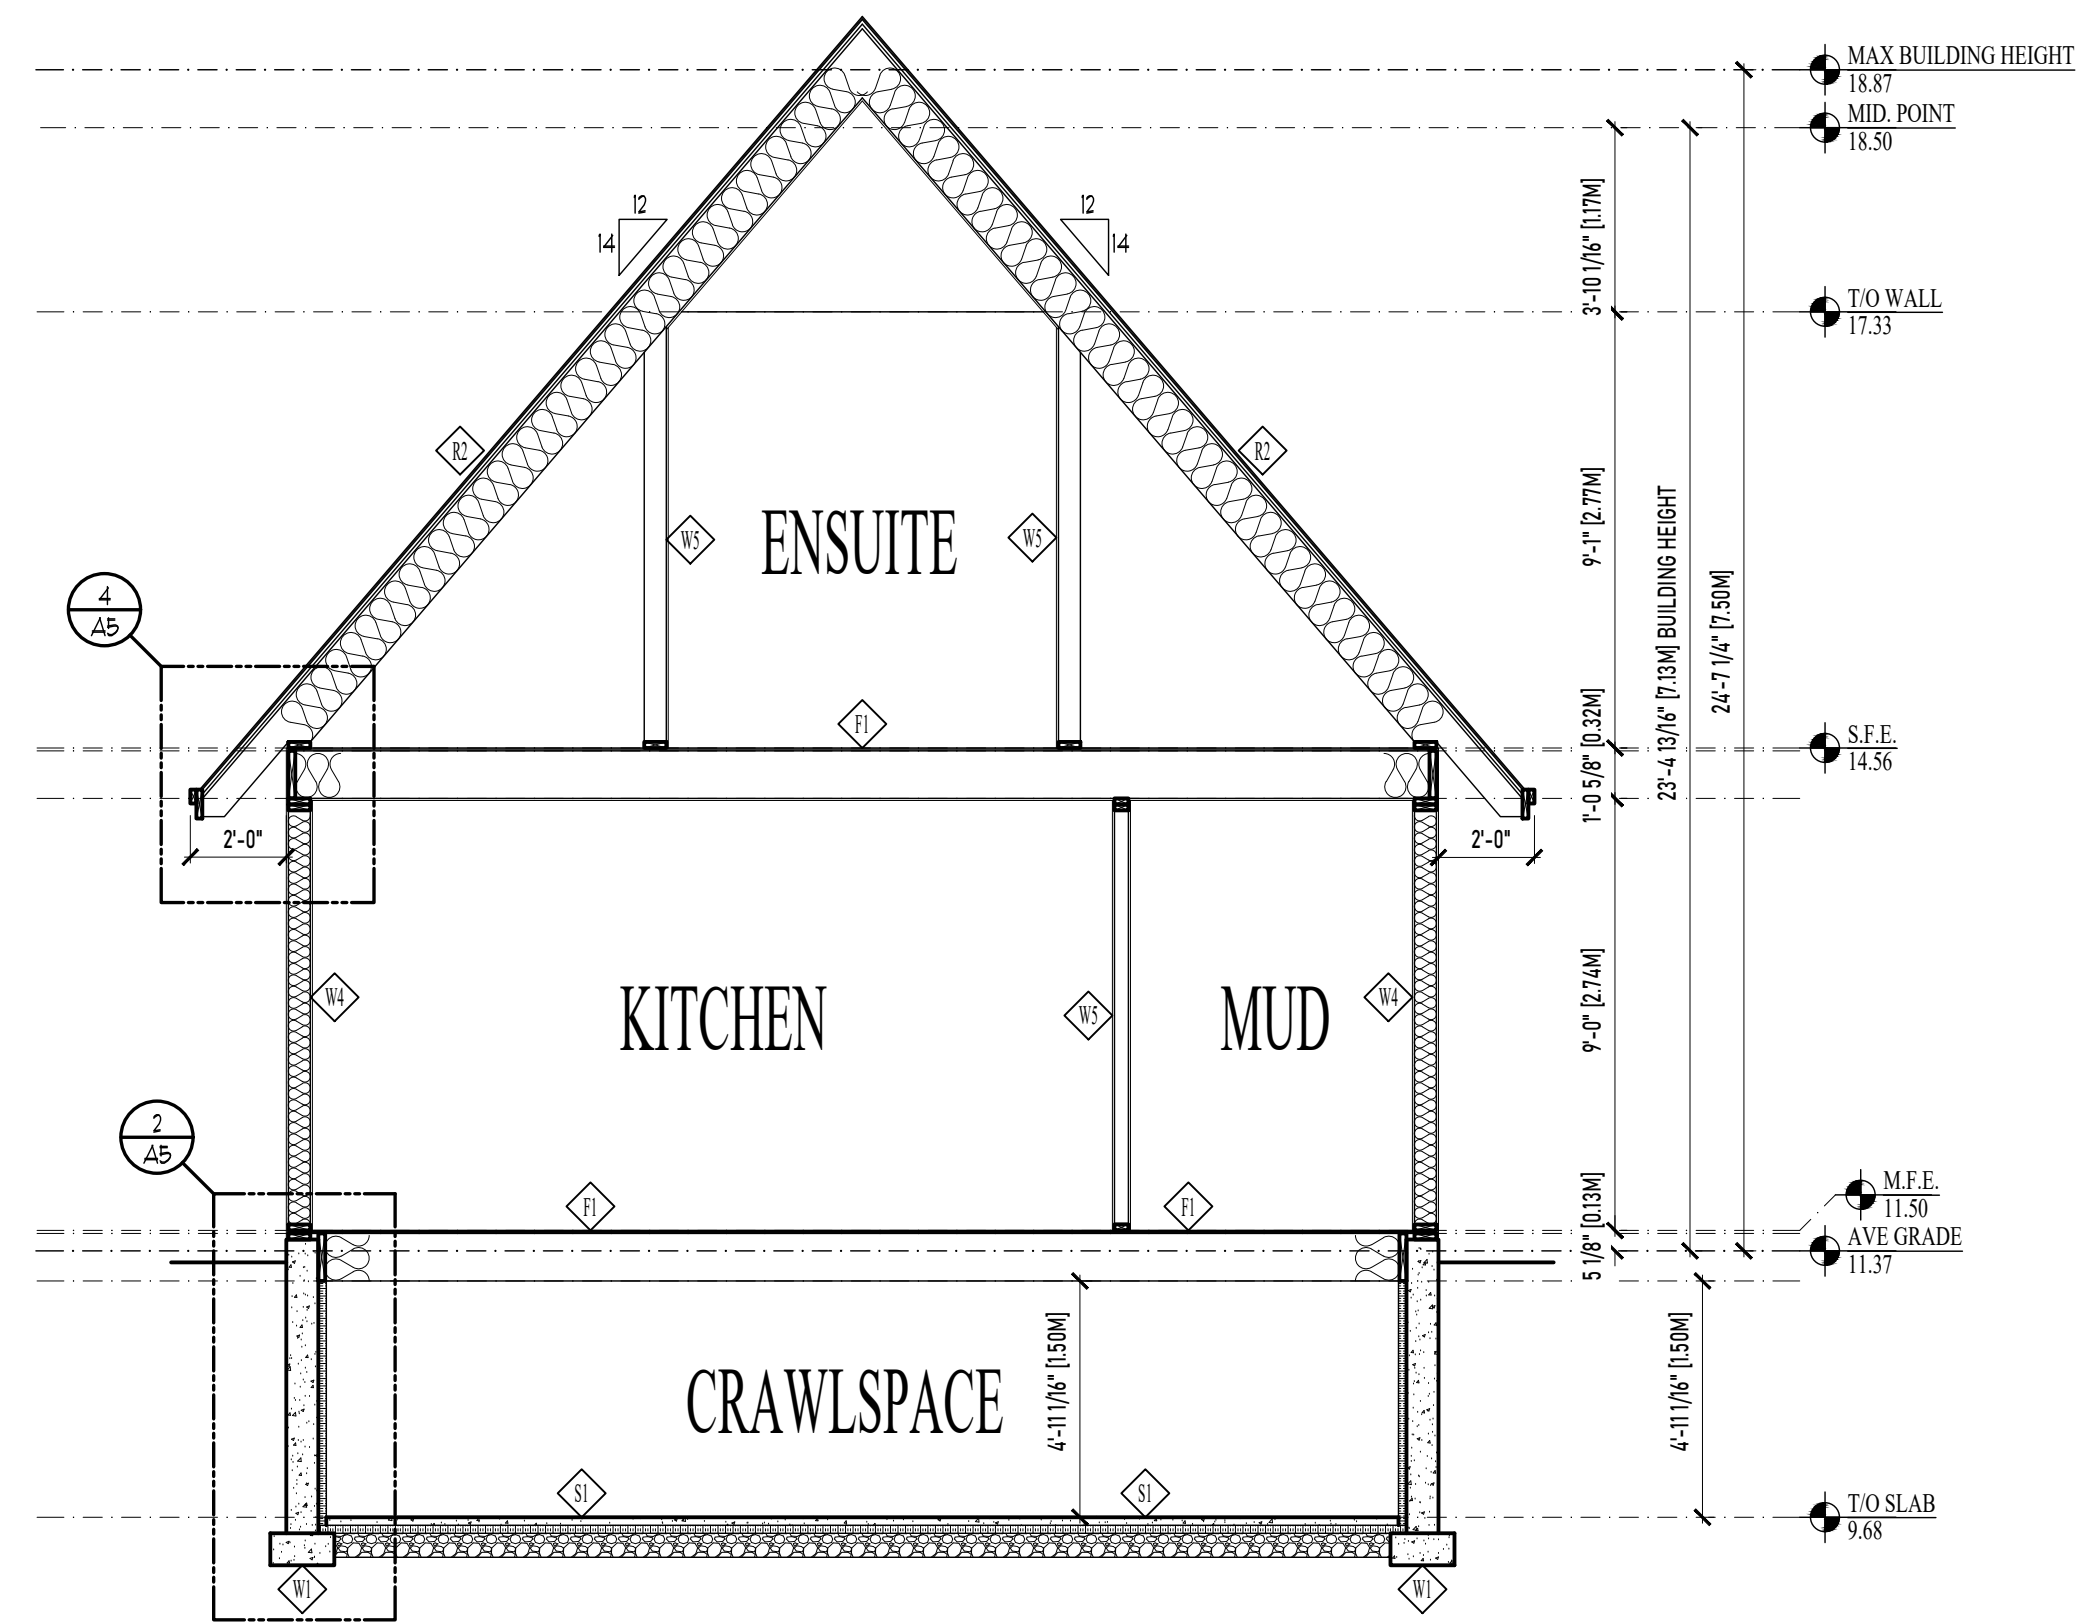 MAX BUILDING HEIGHT
18.87
MID. POINT
18.50
12
14
12
14
3'-10 1/16" [1.17M]
T/O WALL
17.33
R2
R2
W5
ENSUITE
W5
9'-1" [2.77M]
23'-4 13/16" [7.13M] BUILDING HEIGHT
24'-7 1/4" [7.50M]
4
A5
F1
1'-0 5/8" [0.32M]
S.F.E.
14.56
2'-0"
2'-0"
W4
KITCHEN
W5
MUD
W4
9'-0" [2.74M]
2
A5
F1
F1
5 1/8" [0.13M]
M.F.E.
11.50
AVE GRADE
11.37
CRAWLSPACE
4'-11 1/16" [1.50M]
4'-11 1/16" [1.50M]
S1
S1
T/O SLAB
9.68
W1
W1